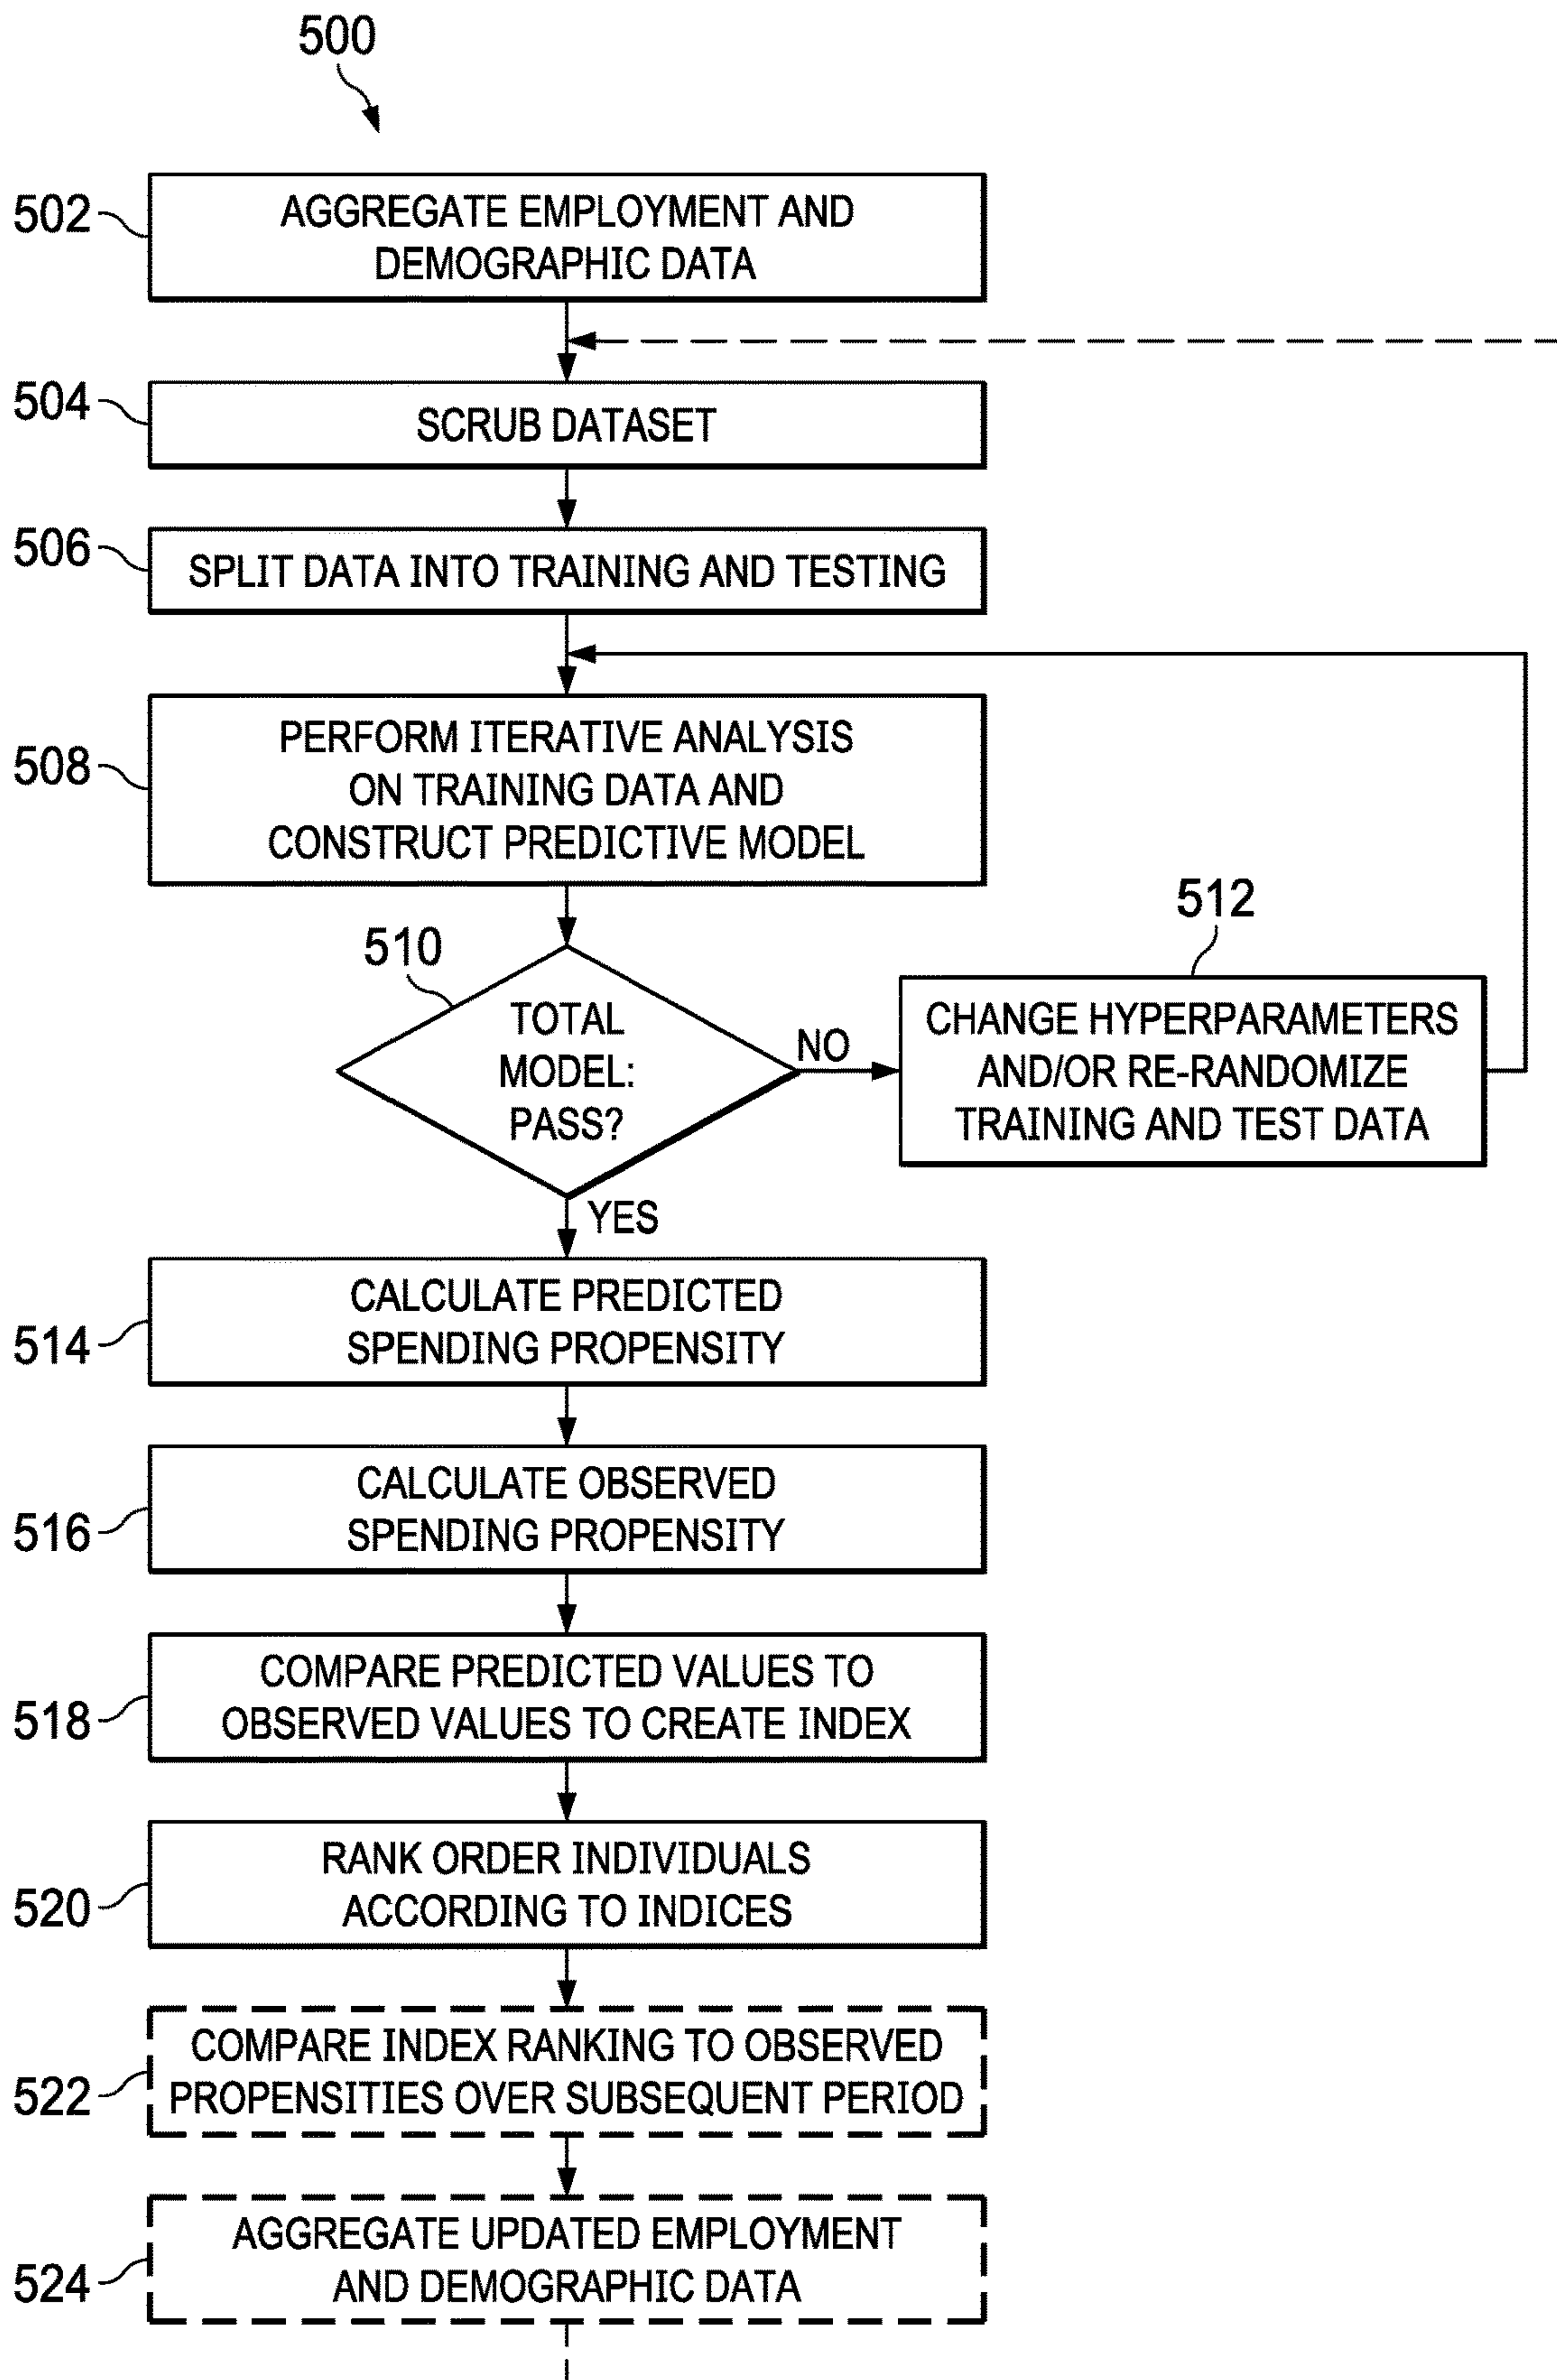 500
502
AGGREGATE EMPLOYMENT AND
DEMOGRAPHIC DATA
504
SCRUB DATASET
506
SPLIT DATA INTO TRAINING AND TESTING
508
PERFORM ITERATIVE ANALYSIS
ON TRAINING DATA AND
CONSTRUCT PREDICTIVE MODEL
510
TOTAL
MODEL:
PASS?
NO
512
CHANGE HYPERPARAMETERS
AND/OR RE-RANDOMIZE
TRAINING AND TEST DATA
YES
514
CALCULATE PREDICTED
SPENDING PROPENSITY
516
CALCULATE OBSERVED
SPENDING PROPENSITY
518
COMPARE PREDICTED VALUES TO
OBSERVED VALUES TO CREATE INDEX
520
RANK ORDER INDIVIDUALS
ACCORDING TO INDICES
522
COMPARE INDEX RANKING TO OBSERVED
PROPENSITIES OVER SUBSEQUENT PERIOD
524
AGGREGATE UPDATED EMPLOYMENT
AND DEMOGRAPHIC DATA